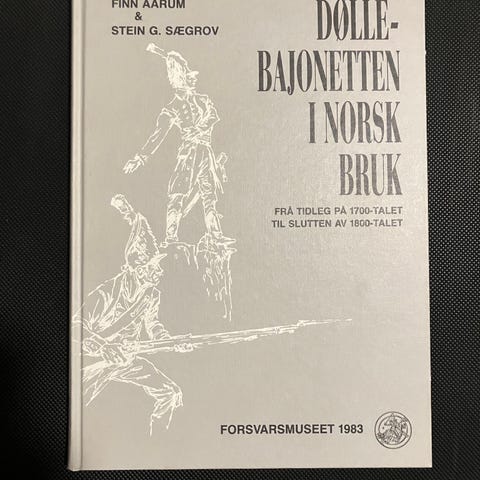 FINN AARUM
&
STEIN G. SÆGROV
DØLLE-
BAJONETTEN
I NORSK
BRUK
FRÅ TIDLEG PÅ 1700-TALET
TIL SLUTTEN AV 1800-TALET
FORSVARSMUSEET 1983